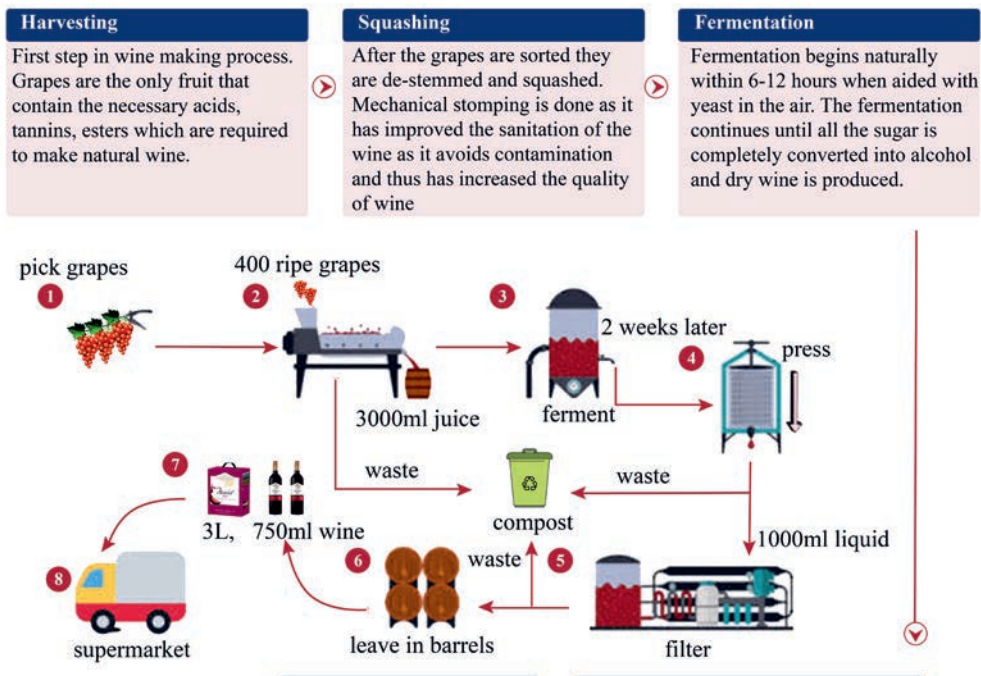 Harvesting
First step in wine making process.
Grapes are the only fruit that
contain the necessary acids,
tannins, esters which are required
to make natural wine.
Squashing
After the grapes are sorted they
are de-stemmed and squashed.
Mechanical stomping is done as it
has improved the sanitation of the
wine as it avoids contamination
and thus has increased the quality
of wine
Fermentation
Fermentation begins naturally
within 6-12 hours when aided with
yeast in the air. The fermentation
continues until all the sugar is
completely converted into alcohol
and dry wine is produced.
pick grapes
1
400 ripe grapes
2
3000ml juice
3
ferment
2 weeks later
4
press
waste
compost
waste
1000ml liquid
5
filter
waste
6
leave in barrels
7
3L, 750ml wine
8
supermarket